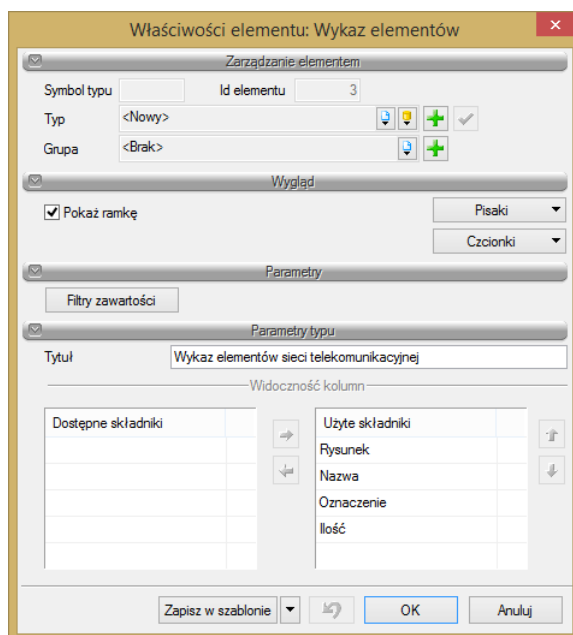 Właściwości elementu: Wykaz elementów
Zarządzanie elementem
Symbol typu Id elementu 3
Typ <Nowy>
Grupa <Brak>
Wygląd
Pokaż ramkę Pisaki
Czcionki
Parametry
Filtry zawartości
Parametry typu
Tytuł Wykaz elementów sieci telekomunikacyjnej
Widoczność kolumn
Dostępne składniki Użyte składniki
Rysunek
Nazwa
Oznaczenie
Ilość
Zapisz w szablonie OK Anuluj